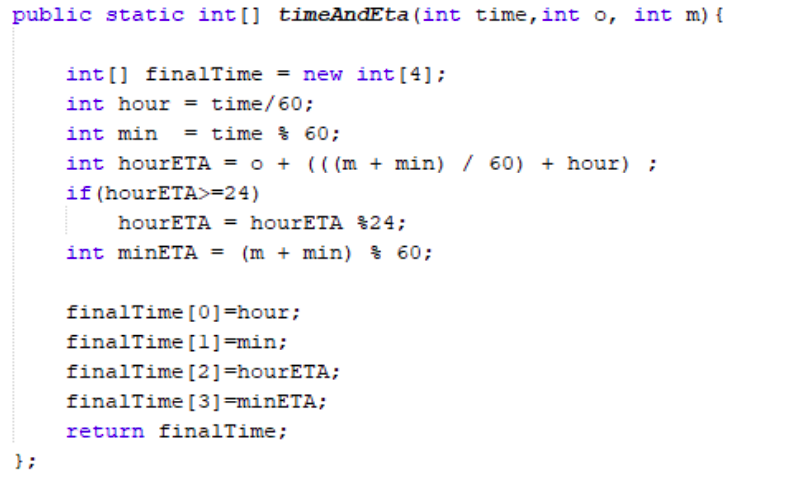 public static int[] timeAndEta(int time,int o, int m){
int[] finalTime = new int[4];
int hour = time/60;
int min  = time % 60;
int hourETA = o + (((m + min) / 60) + hour) ;
if(hourETA>=24)
hourETA = hourETA %24;
int minETA = (m + min) % 60;
finalTime[0]=hour;
finalTime[1]=min;
finalTime[2]=hourETA;
finalTime[3]=minETA;
return finalTime;
};